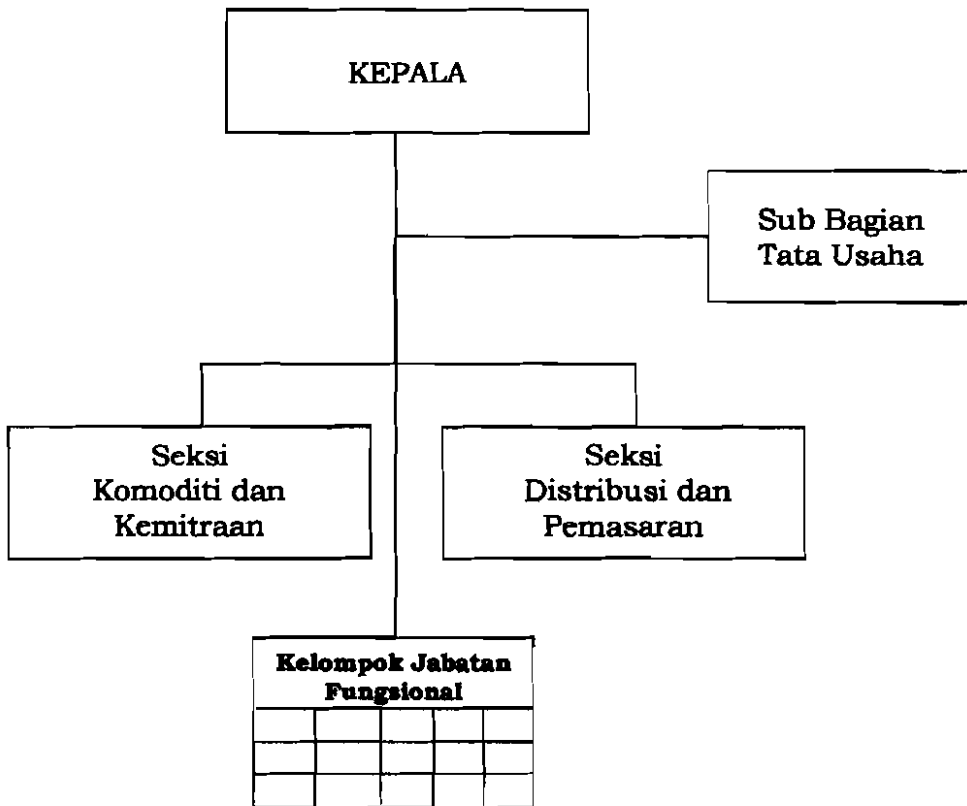 KEPALA
Sub Bagian
Tata Usaha
Seksi
Komoditi dan
Kemitraan
Seksi
Distribusi dan
Pemasaran
Kelompok Jabatan
Fungsional